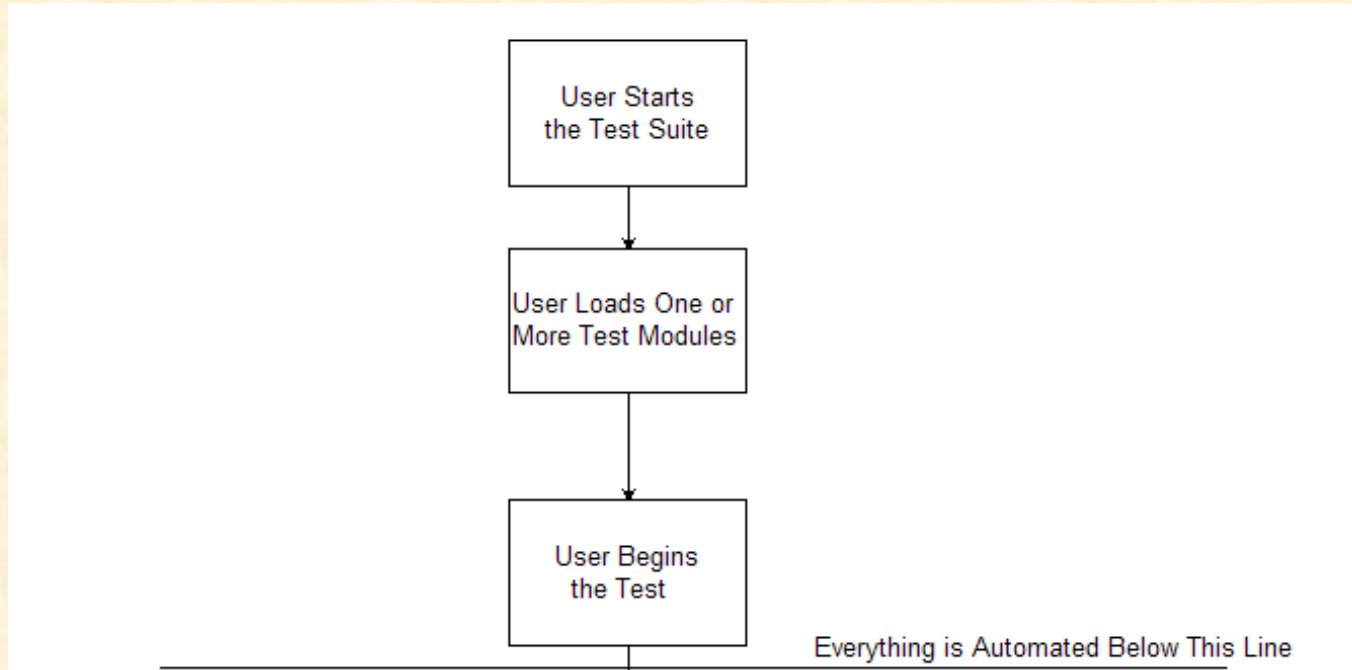 User Starts
the Test Suite
User Loads One or
More Test Modules
User Begins
the Test
Everything is Automated Below This Line